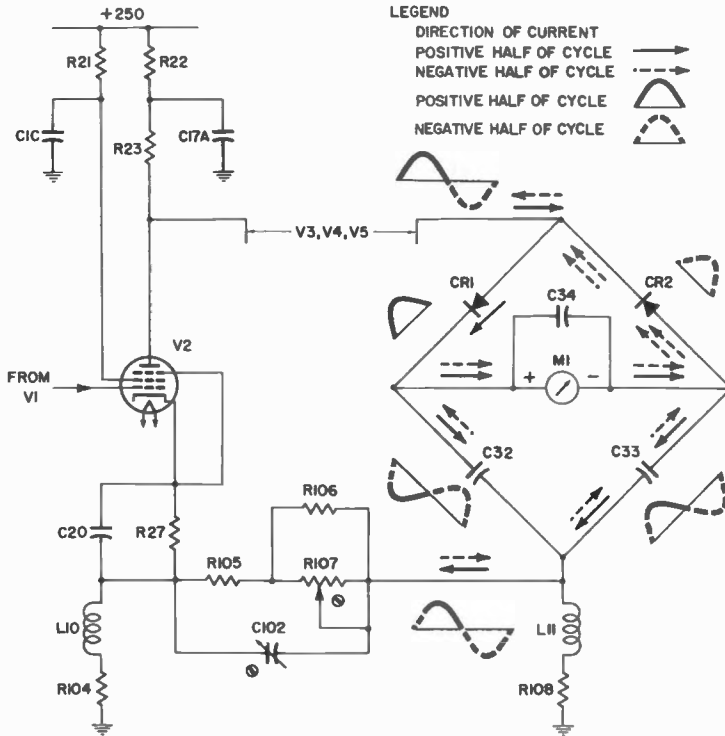 +250
R21
R22
C1C
R23
C17A
LEGEND
DIRECTION OF CURRENT
POSITIVE HALF OF CYCLE
NEGATIVE HALF OF CYCLE
POSITIVE HALF OF CYCLE
NEGATIVE HALF OF CYCLE
V3, V4, V5
CR1
CR2
C34
V2
M1
+
-
FROM
V1
C32
C33
R106
C20
R27
R105
R107
C102
L10
L11
R104
R108